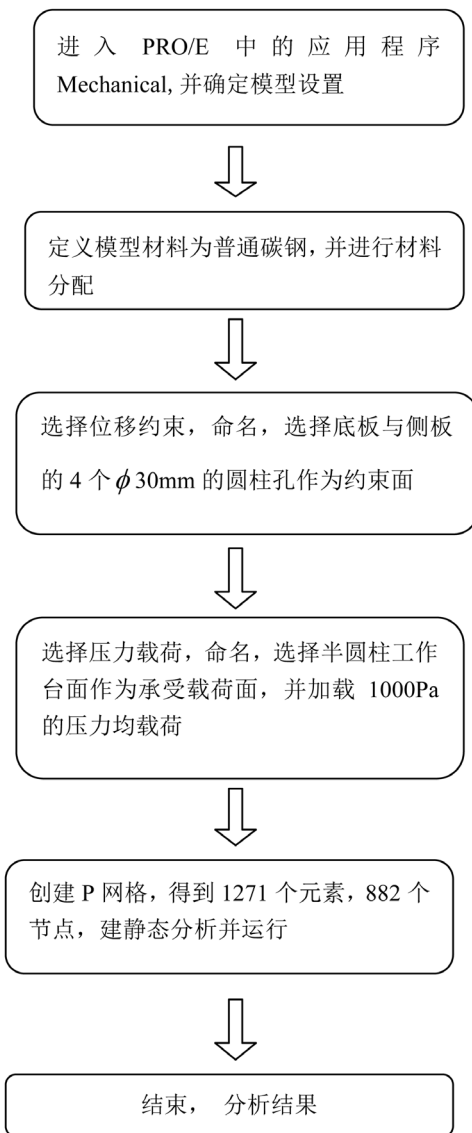 进入 PRO/E 中的应用程序
Mechanical,并确定模型设置
定义模型材料为普通碳钢,并进行材料
分配
选择位移约束，命名，选择底板与侧板
的 4 个ϕ30mm 的圆柱孔作为约束面
选择压力载荷，命名，选择半圆柱工作
台面作为承受载荷面，并加载 1000Pa
的压力均载荷
创建 P 网格，得到 1271 个元素，882 个
节点，建静态分析并运行
结束， 分析结果